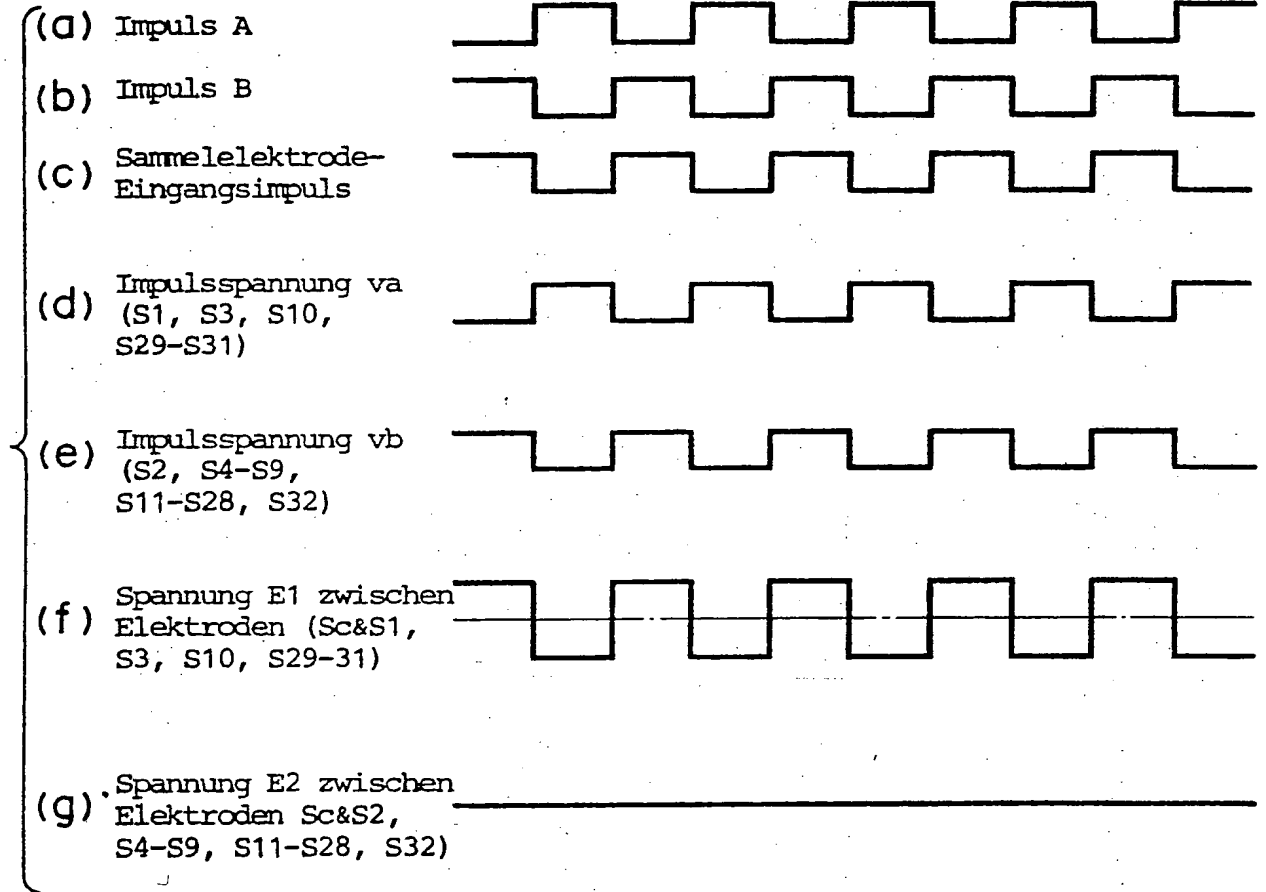 (a) Impuls A
(b) Impuls B
(c) Sammelelektrode-
Eingangsimpuls
(d) Impulsspannung va
(S1, S3, S10,
S29-S31)
(e) Impulsspannung vb
(S2, S4-S9,
S11-S28, S32)
(f) Spannung E1 zwischen
Elektroden (Sc&S1,
S3, S10, S29-31)
(g) Spannung E2 zwischen
Elektroden Sc&S2,
S4-S9, S11-S28, S32)